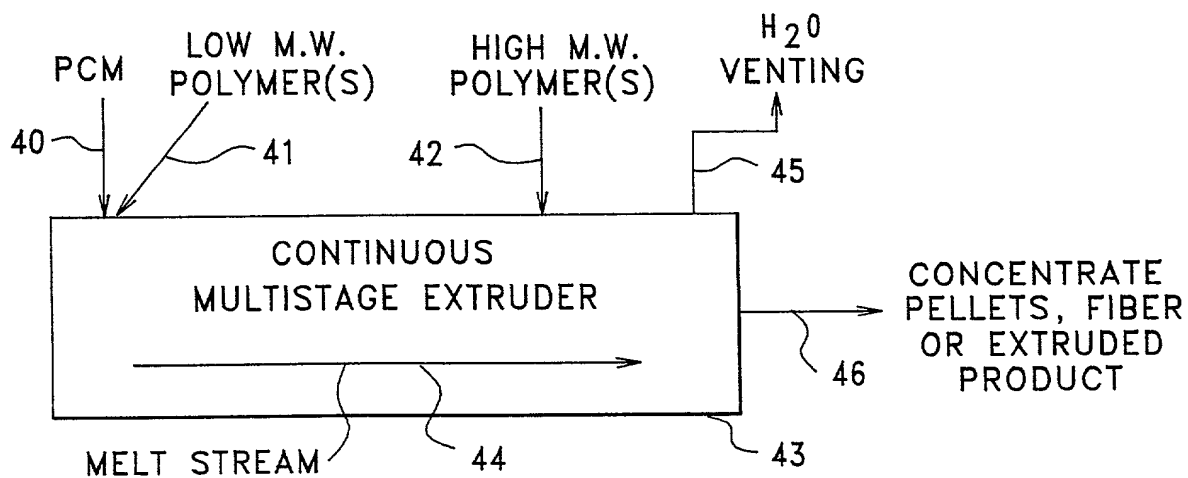 PCM
LOW M.W.
POLYMER(S)
HIGH M.W.
POLYMER(S)
H2O
VENTING
40
41
42
45
CONTINUOUS
MULTISTAGE EXTRUDER
CONCENTRATE
PELLETS, FIBER
OR EXTRUDED
PRODUCT
46
MELT STREAM
44
43